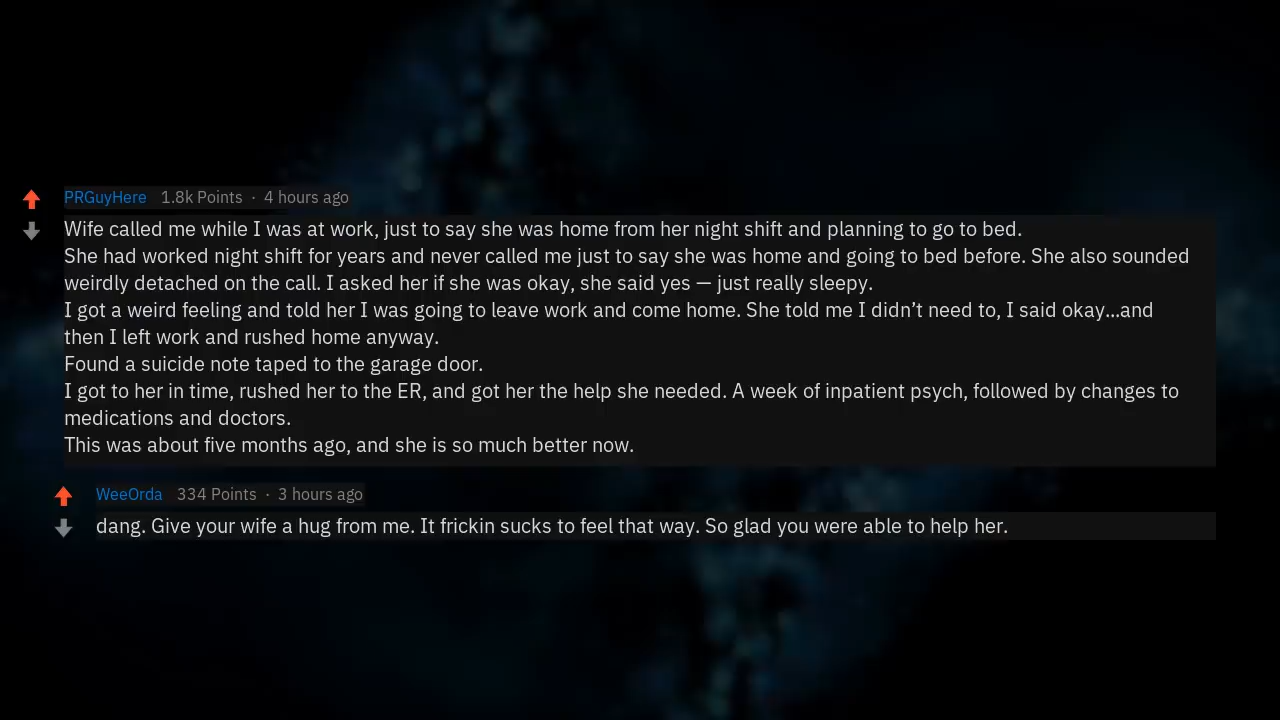 PRGuyHere 1.8k Points · 4 hours ago
Wife called me while I was at work, just to say she was home from her night shift and planning to go to bed.
She had worked night shift for years and never called me just to say she was home and going to bed before. She also sounded
weirdly detached on the call. I asked her if she was okay, she said yes — just really sleepy.
I got a weird feeling and told her I was going to leave work and come home. She told me I didn’t need to, I said okay...and
then I left work and rushed home anyway.
Found a suicide note taped to the garage door.
I got to her in time, rushed her to the ER, and got her the help she needed. A week of inpatient psych, followed by changes to
medications and doctors.
This was about five months ago, and she is so much better now.
WeeOrda 334 Points · 3 hours ago
dang. Give your wife a hug from me. It frickin sucks to feel that way. So glad you were able to help her.